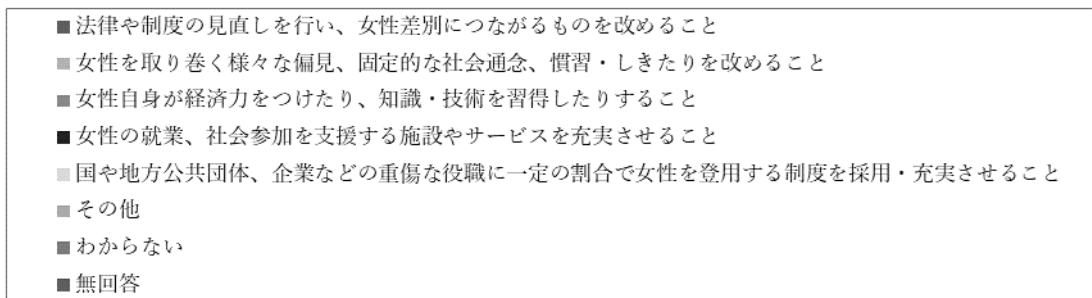 ■法律や制度の見直しを行い、女性差別につながるものを改めること
■女性を取り巻く様々な偏見、固定的な社会通念、慣習・しきたりを改めること
■女性自身が経済力をつけたり、知識・技術を習得したりすること
■女性の就業、社会参加を支援する施設やサービスを充実させること
■国や地方公共団体、企業などの重傷な役職に一定の割合で女性を登用する制度を採用・充実させること
■その他
■わからない
■無回答